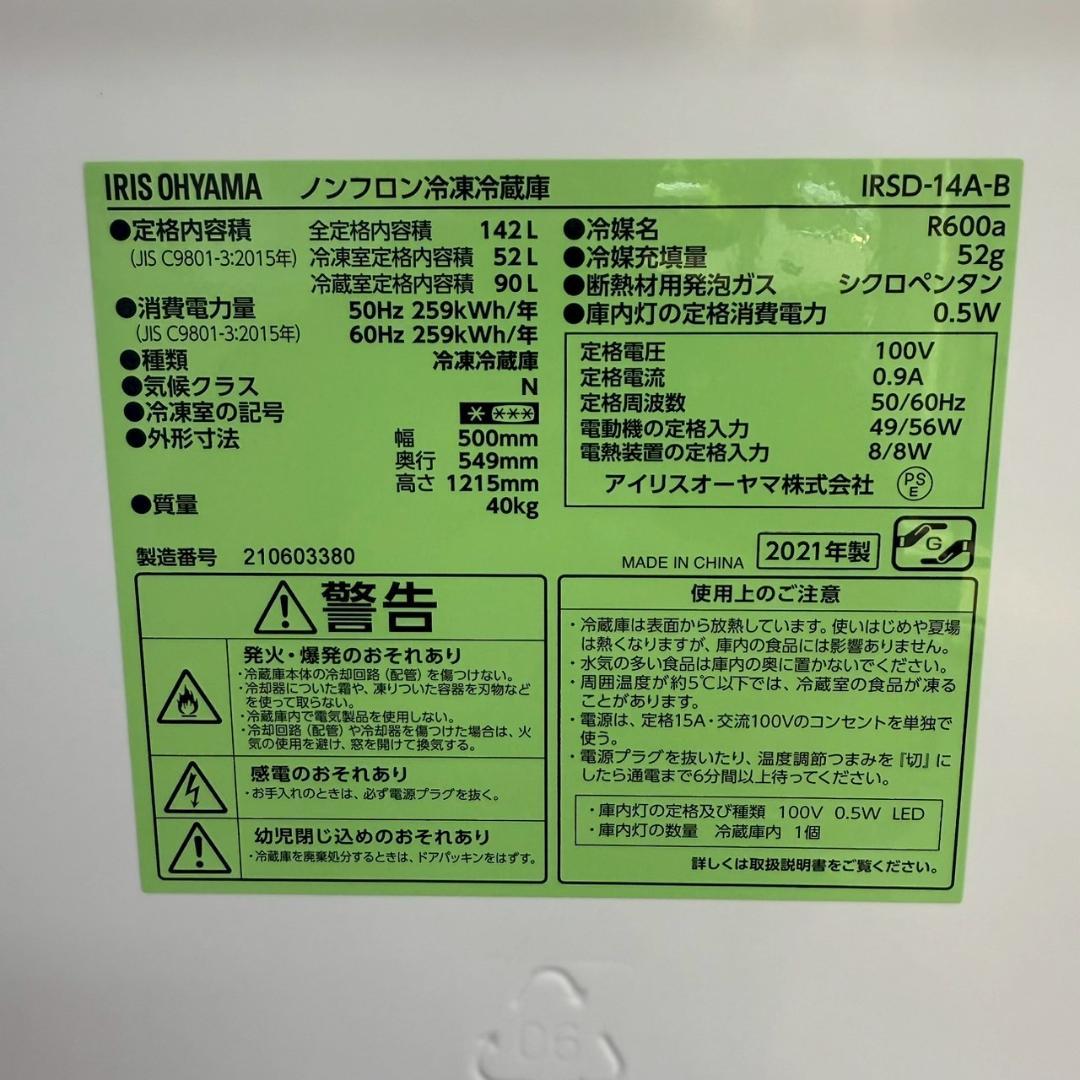 IRIS OHYAMA ノンフロン冷凍冷蔵庫 IRSD-14A-B
●定格内容積 全定格内容積 142L
(JIS C9801-3:2015年) 冷凍室定格内容積 52L
冷蔵室定格内容積 90L
●消費電力量 50Hz 259kWh/年
(JIS C9801-3:2015年) 60Hz 259kWh/年
●種類 冷凍冷蔵庫
●気候クラス N
●冷凍室の記号 * ***
●外形寸法 幅 500mm
奥行 549mm
高さ 1215mm
●質量 40kg
●冷媒名 R600a
●冷媒充填量 52g
●断熱材用発泡ガス シクロペンタン
●庫内灯の定格消費電力 0.5W
定格電圧 100V
定格電流 0.9A
定格周波数 50/60Hz
電動機の定格入力 49/56W
電熱装置の定格入力 8/8W
アイリスオーヤマ株式会社 PSE
製造番号 210603380
MADE IN CHINA 2021年製 G
警告
発火・爆発のおそれあり
・冷蔵庫本体の冷却回路（配管）を傷つけない。
・冷却器についた霜や、凍りついた容器を刃物など
を使って取らない。
・冷蔵庫内で電気製品を使用しない。
・冷却回路（配管）や冷却器を傷つけた場合は、火
気の使用を避け、窓を開けて換気する。
感電のおそれあり
・お手入れのときは、必ず電源プラグを抜く。
幼児閉じ込めのおそれあり
・冷蔵庫を廃棄処分するときは、ドアパッキンをはずす。
使用上のご注意
・冷蔵庫は表面から放熱しています。使いはじめや夏場
は熱くなりますが、庫内の食品には影響ありません。
・水気の多い食品は庫内の奥に置かないでください。
・周囲温度が約5℃以下では、冷蔵室の食品が凍る
ことがあります。
・電源は、定格15A・交流100Vのコンセントを単独で
使う。
・電源プラグを抜いたり、温度調節つまみを『切』に
したら通電まで6分間以上待ってください。
・庫内灯の定格及び種類 100V 0.5W LED
・庫内灯の数量 冷蔵庫内 1個
詳しくは取扱説明書をご覧ください。
06